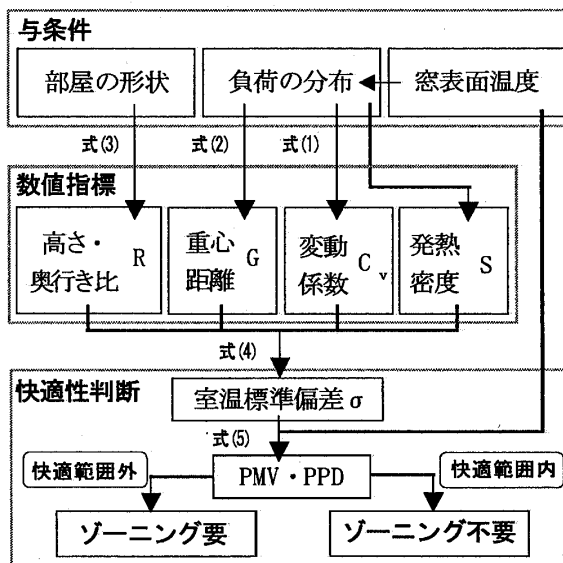 与条件
部屋の形状
負荷の分布
窓表面温度
式(3)
式(2)
式(1)
数値指標
高さ・
奥行き比
R
重心
距離
G
変動
係数
Cv
発熱
密度
S
式(4)
快適性判断
室温標準偏差σ
式(5)
快適範囲外
PMV・PPD
快適範囲内
ゾーニング要
ゾーニング不要